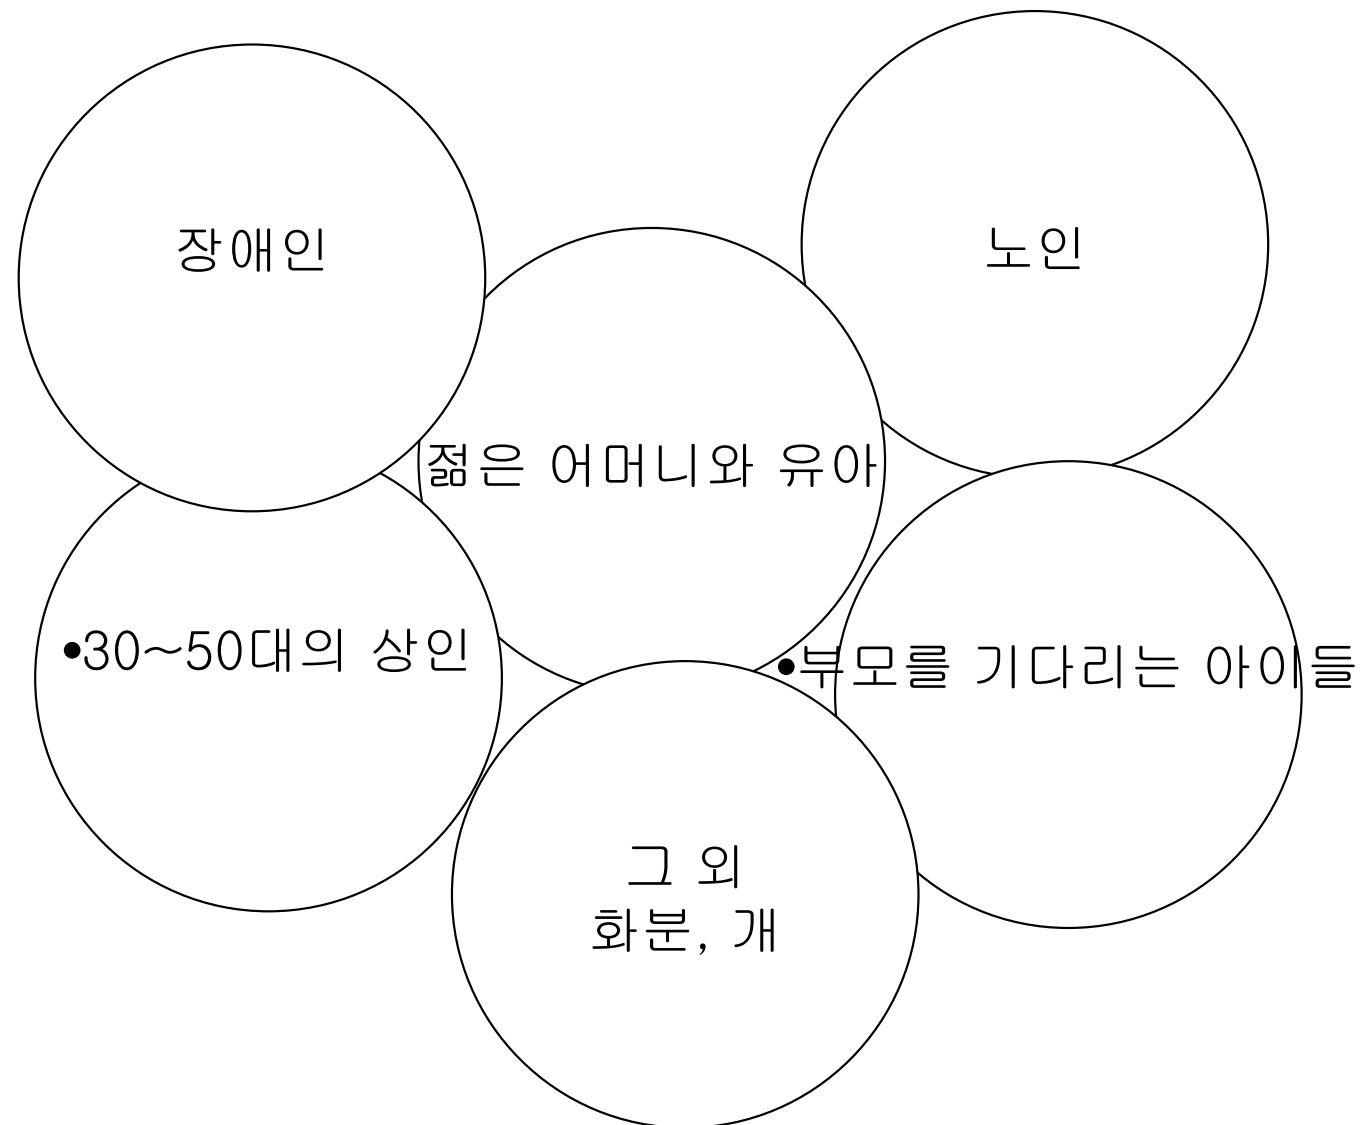 장애인
노인
젊은 어머니와 유아
•30~50대의 상인
•부모를 기다리는 아이들
그 외
화분, 개